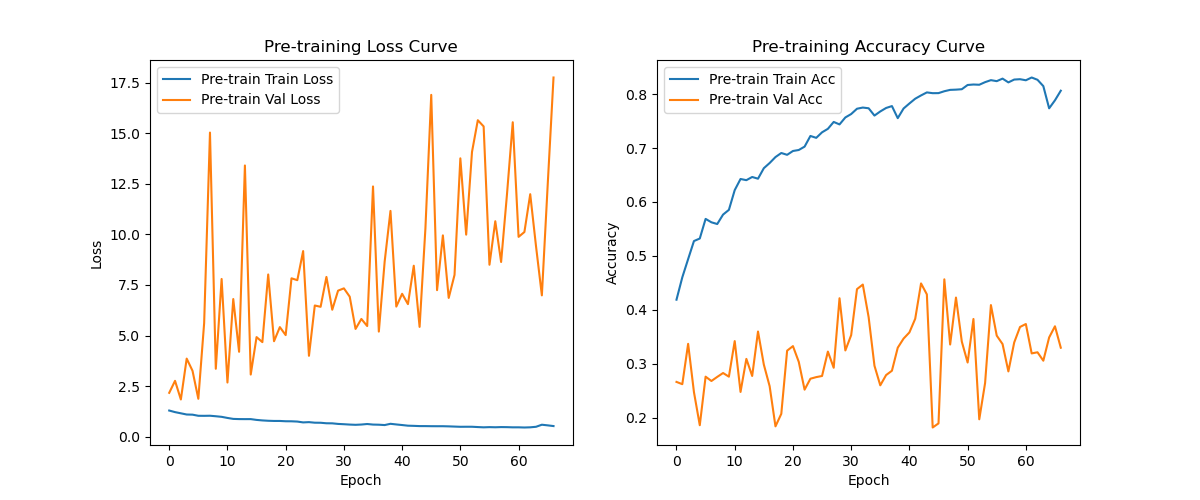 Pre-training Loss Curve
Pre-train Train Loss
Pre-train Val Loss
17.5
15.0
12.5
10.0
7.5
5.0
2.5
0.0
Loss
0 10 20 30 40 50 60
Epoch
Pre-training Accuracy Curve
Pre-train Train Acc
Pre-train Val Acc
0.8
0.7
0.6
0.5
0.4
0.3
0.2
Accuracy
0 10 20 30 40 50 60
Epoch